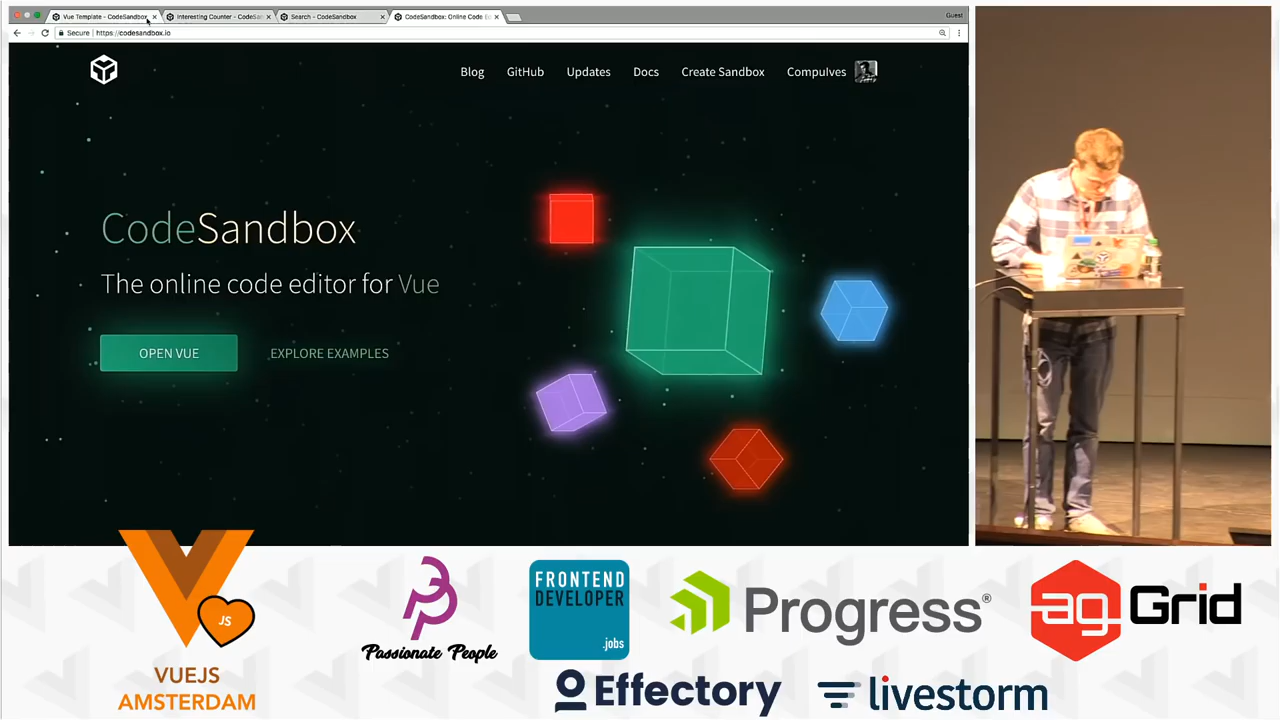 Vue Template - CodeSandbox
Interesting Counter - CodeSan
Search - CodeSandbox
CodeSandbox: Online Code Ed
Guest
Secure
https://codesandbox.io
Blog
GitHub
Updates
Docs
Create Sandbox
Compulves
CodeSandbox
The online code editor for Vue
OPEN VUE
EXPLORE EXAMPLES
JS
VUEJS
AMSTERDAM
Passionate People
FRONTEND
DEVELOPER
.jobs
Progress®
ag Grid
Effectory
livestorm